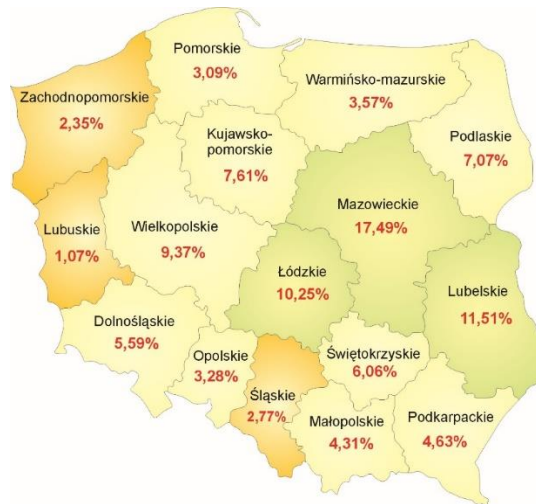 Pomorskie
3,09%
Warmińsko-mazurskie
3,57%
Zachodnopomorskie
2,35%
Podlaskie
7,07%
Kujawsko-
pomorskie
7,61%
Mazowieckie
17,49%
Lubuskie
1,07%
Wielkopolskie
9,37%
Łódzkie
10,25%
Lubelskie
11,51%
Dolnośląskie
5,59%
Opolskie
3,28%
Świętokrzyskie
6,06%
Śląskie
2,77%
Małopolskie
4,31%
Podkarpackie
4,63%